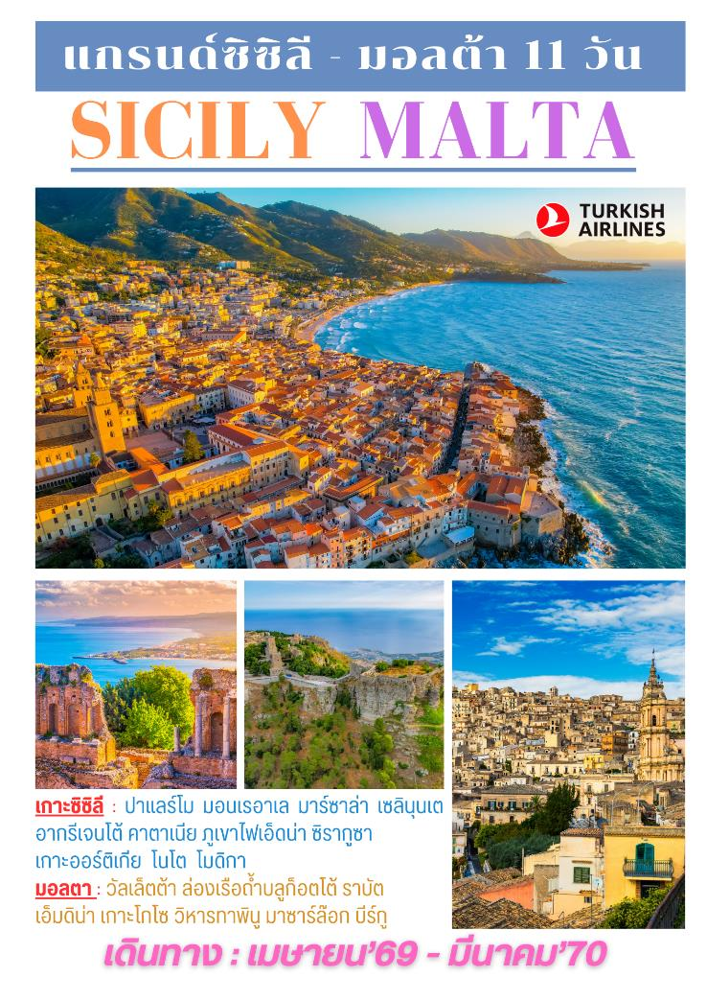 แกรนด์ซิซิลี - มอลต้า 11 วัน
SICILY MALTA
TURKISH
AIRLINES
เกาะซิซิลี : ปาแลร์โม มอนเรอาเล มาร์ซาล่า เซลินุนเต
อากรีเจนโต้ คาตาเนีย ภูเขาไฟเอ็ดน่า ซิรากูซา
เกาะออร์ติเกีย โนโต โมดิกา
มอลตา : วัลเล็ตต้า ล่องเรือถ้ำบลูก็อตโต้ ราบัต
เอ็มดิน่า เกาะโกโซ วิหารทาพินู มาซาร์ล๊อก บีร์กู
เดินทาง : เมษายน’69 - มีนาคม’70